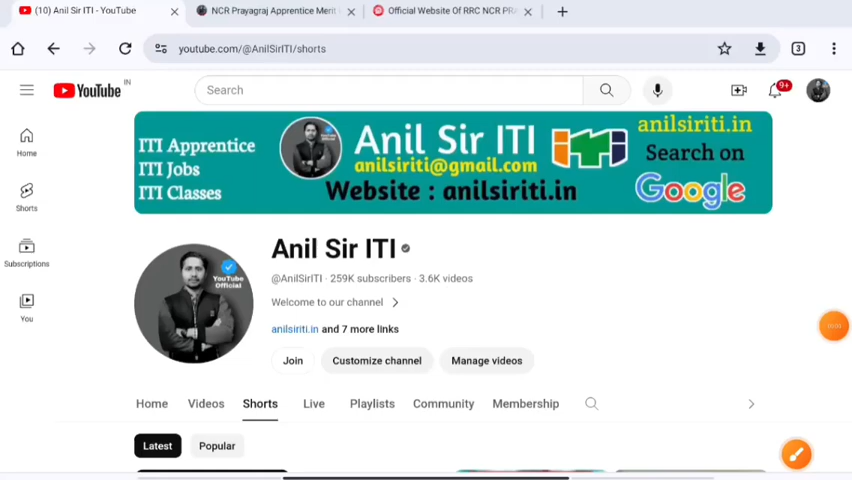 (10) Anil Sir ITI - YouTube
NCR Prayagraj Apprentice Merit
Official Website Of RRC NCR PRA
youtube.com/@AnilSirITI/shorts
3
YouTube IN
Search
9+
ITI Apprentice
ITI Jobs
ITI Classes
Anil Sir ITI
anilsiriti@gmail.com
Website : anilsiriti.in
iTi
anilsiriti.in
Search on
Google
Home
Shorts
Subscriptions
You
YouTube
Official
Anil Sir ITI
@AnilSirITI · 259K subscribers · 3.6K videos
Welcome to our channel
anilsiriti.in and 7 more links
Join
Customize channel
Manage videos
Home Videos Shorts Live Playlists Community Membership
Latest
Popular